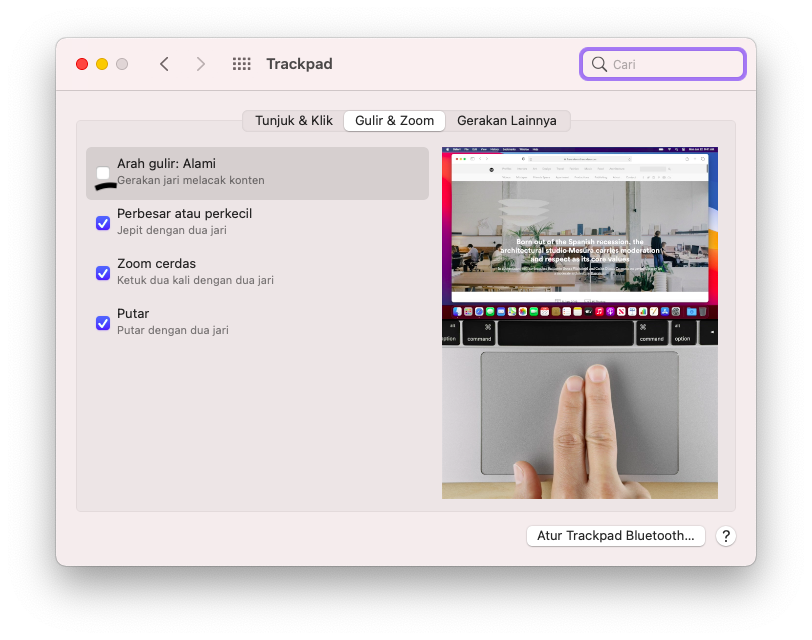 Trackpad
Cari
Tunjuk & Klik
Gulir & Zoom
Gerakan Lainnya
Arah gulir: Alami
Gerakan jari melacak konten
Perbesar atau perkecil
Jepit dengan dua jari
Zoom cerdas
Ketuk dua kali dengan dua jari
Putar
Putar dengan dua jari
Born out of the Spanish recession, the
architectural studio Mesura carries moderation
and respect as its core values
alt
option
⌘
command
⌘
command
alt
option
Atur Trackpad Bluetooth...
?